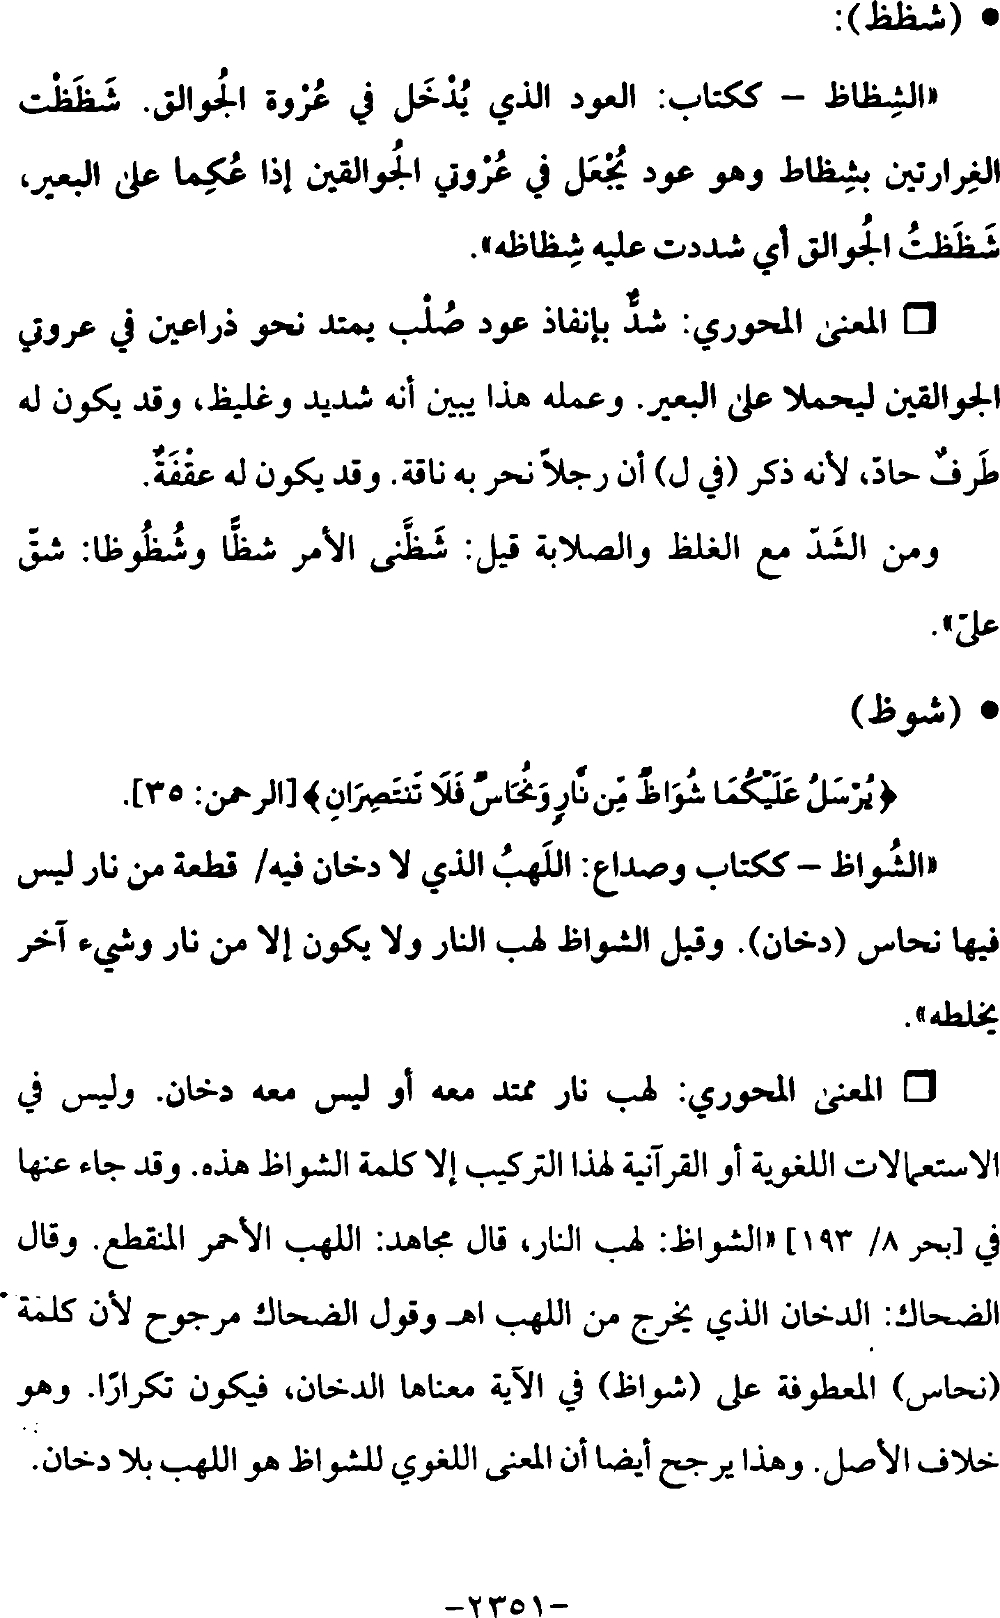 • (شظظ):
«الشِظاظ – ككتاب: العود الذي يُدْخَل في عُرْوة الجُوالق. شَظَظْت
الغِرارتين بشِظاط وهو عود يُجْعَل في عُرْوتي الجُوالقين إذا عُكِما على البعير،
شَظَظتُ الجُوالق أي شددت عليه شِظاظه».
❑ المعنى المحوري: شدٌّ بإنفاذ عود صُلْب يمتد نحو ذراعين في عروتي
الجوالقين ليحملا على البعير. وعمله هذا يبين أنه شديد وغليظ، وقد يكون له
طَرفٌ حادّ، لأنه ذكر (في ل) أن رجلاً نحر به ناقة. وقد يكون له عقْفَةٌ.
ومن الشَدّ مع الغلظ والصلابة قيل: شَظَّنى الأمر شظًّا وشُظُوظا: شقّ
علىّ».
• (شوظ)
﴿يُرْسَلُ عَلَيْكُمَا شُوَاظٌ مِّن نَّارٍ وَنُحَاسٌ فَلَا تَنتَصِرَانِ﴾ [الرحمن: ٣٥].
«الشُواظ – ككتاب وصداع: اللَهبُ الذي لا دخان فيه/ قطعة من نار ليس
فيها نحاس (دخان). وقيل الشواظ لهب النار ولا يكون إلا من نار وشيء آخر
يخلطه».
❑ المعنى المحوري: لهب نار ممتد معه أو ليس معه دخان. وليس في
الاستعمالات اللغوية أو القرآنية لهذا التركيب إلا كلمة الشواظ هذه. وقد جاء عنها
في [بحر ٨/ ١٩٣] «الشواظ: لهب النار، قال مجاهد: اللهب الأحمر المنقطع. وقال
الضحاك: الدخان الذي يخرج من اللهب اهـ وقول الضحاك مرجوح لأن كلمة
(نحاس) المعطوفة على (شواظ) في الآية معناها الدخان، فيكون تكرارًا. وهو
خلاف الأصل. وهذا يرجح أيضا أن المعنى اللغوي للشواظ هو اللهب بلا دخان.
–٢٣٥١–